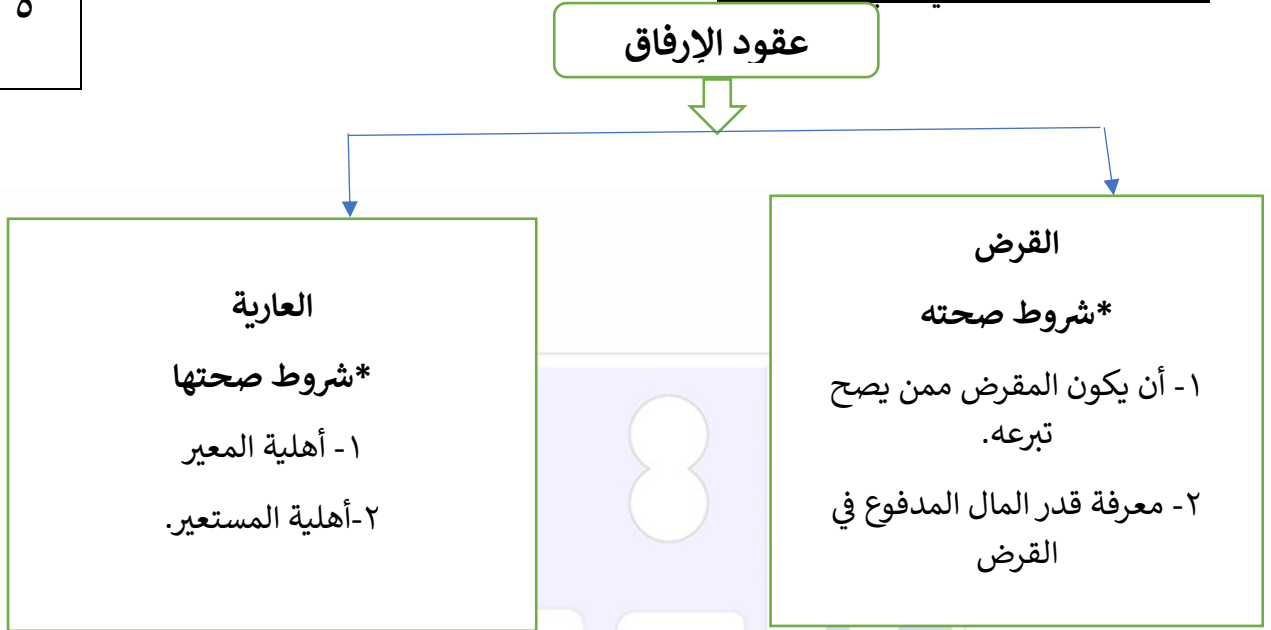 ٥
عقود الإرفاق
القرض
*شروط صحته
١- أن يكون المقرض ممن يصح
تبرعه.
٢- معرفة قدر المال المدفوع في
القرض
العارية
*شروط صحتها
١- أهلية المعير
٢-أهلية المستعير.